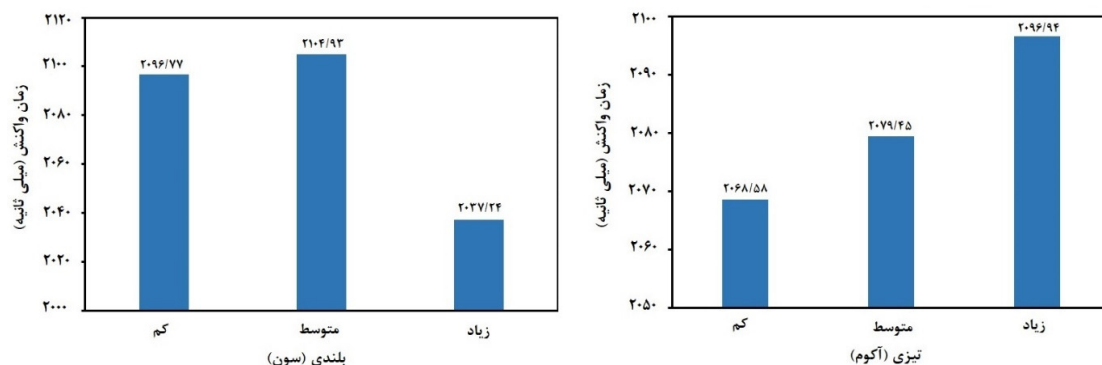 زمان واکنش (میلی ثانیه)
۲۱۲۰
۲۱۰۰
۲۰۸۰
۲۰۶۰
۲۰۴۰
۲۰۲۰
۲۰۰۰
۲۰۹۶/۷۷
۲۱۰۴/۹۳
۲۰۳۷/۲۴
کم
متوسط
زیاد
بلندی (سون)
زمان واکنش (میلی ثانیه)
۲۱۰۰
۲۰۹۰
۲۰۸۰
۲۰۷۰
۲۰۶۰
۲۰۵۰
۲۰۶۸/۵۸
۲۰۷۹/۴۵
۲۰۹۶/۹۴
کم
متوسط
زیاد
تیزی (آکوم)